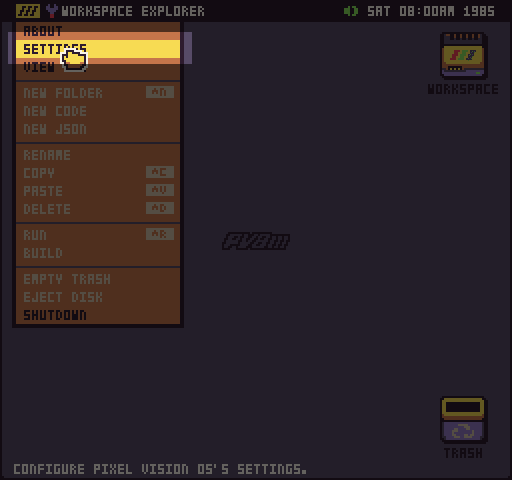 WORKSPACE EXPLORER
SAT 08:00AM 1985
ABOUT
SETTINGS
VIEW
NEW FOLDER ^N
NEW CODE
NEW JSON
RENAME
COPY ^C
PASTE ^V
DELETE ^D
RUN ^R
BUILD
EMPTY TRASH
EJECT DISK
SHUTDOWN
WORKSPACE
PV8
TRASH
CONFIGURE PIXEL VISION OS'S SETTINGS.